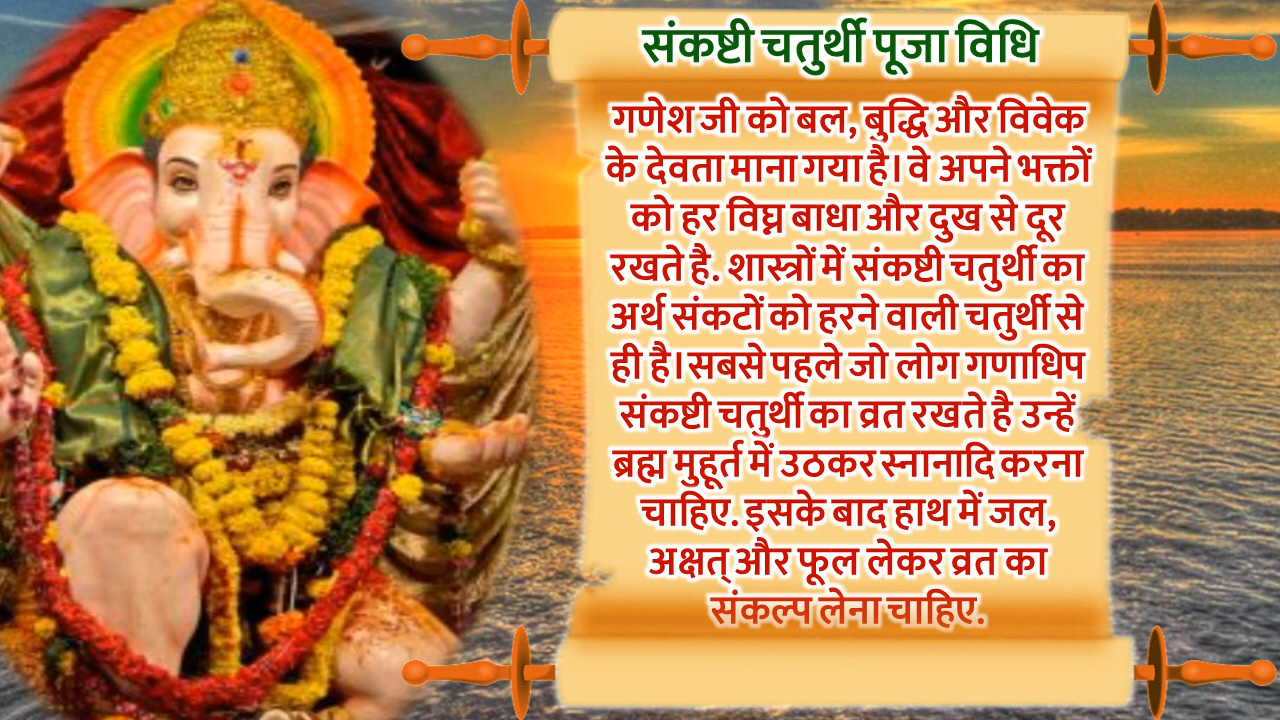 संकष्टी चतुर्थी पूजा विधि
गणेश जी को बल, बुद्धि और विवेक
के देवता माना गया है। वे अपने भक्तों
को हर विघ्न बाधा और दुख से दूर
रखते है. शास्त्रों में संकष्टी चतुर्थी का
अर्थ संकटों को हरने वाली चतुर्थी से
ही है।सबसे पहले जो लोग गणाधिप
संकष्टी चतुर्थी का व्रत रखते है उन्हें
ब्रह्म मुहूर्त में उठकर स्नानादि करना
चाहिए. इसके बाद हाथ में जल,
अक्षत् और फूल लेकर व्रत का
संकल्प लेना चाहिए.